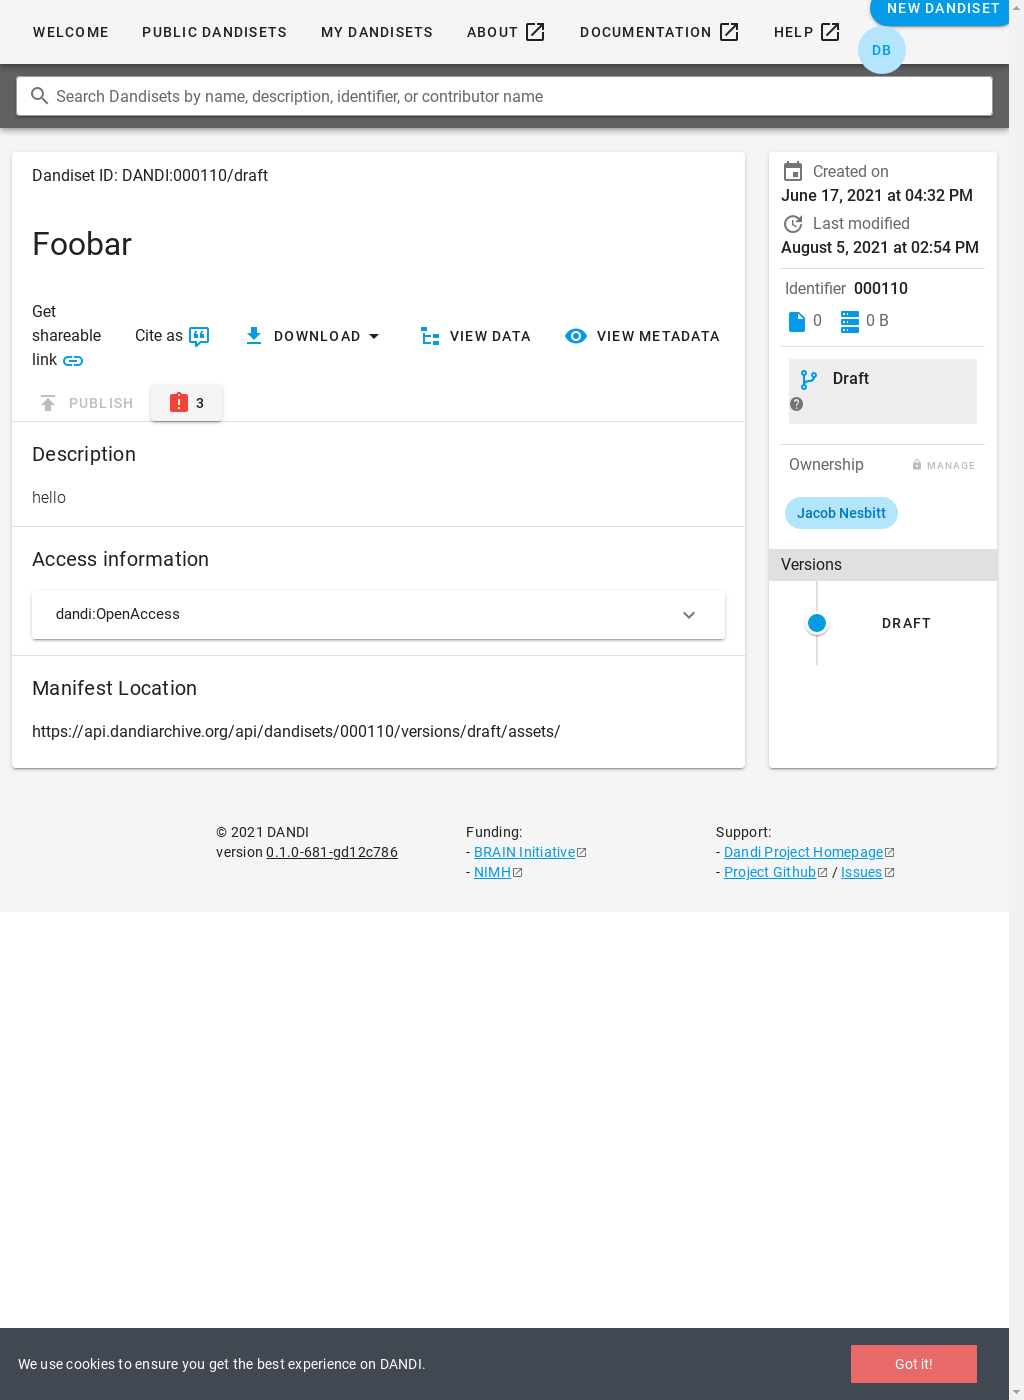 WELCOME
PUBLIC DANDISETS
MY DANDISETS
ABOUT
DOCUMENTATION
HELP
NEW DANDISET
DB
Search Dandisets by name, description, identifier, or contributor name
Dandiset ID: DANDI:000110/draft
Foobar
Get
shareable
link
Cite as
DOWNLOAD
VIEW DATA
VIEW METADATA
PUBLISH
3
Description
hello
Access information
dandi:OpenAccess
Manifest Location
https://api.dandiarchive.org/api/dandisets/000110/versions/draft/assets/
Created on
June 17, 2021 at 04:32 PM
Last modified
August 5, 2021 at 02:54 PM
Identifier 000110
0
0 B
Draft
Ownership
MANAGE
Jacob Nesbitt
Versions
DRAFT
© 2021 DANDI
version 0.1.0-681-gd12c786
Funding:
- BRAIN Initiative
- NIMH
Support:
- Dandi Project Homepage
- Project Github / Issues
We use cookies to ensure you get the best experience on DANDI.
Got it!